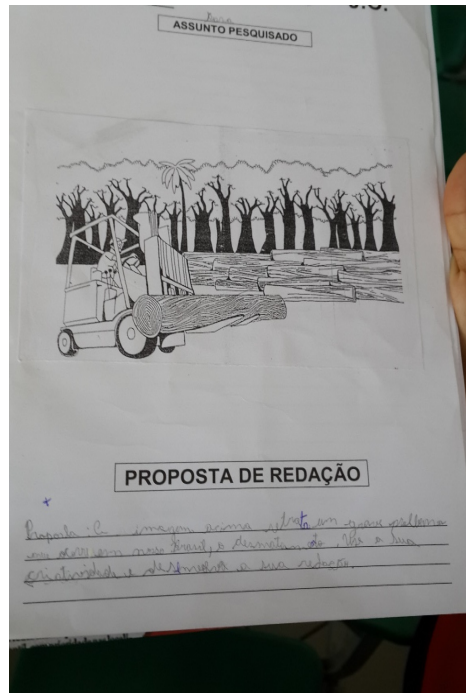 ASSUNTO PESQUISADO
PROPOSTA DE REDAÇÃO
Proposta: A imagem acima retrata um grave problema
que ocorre em nosso Brasil, o desmatamento. Use a sua
criatividade e desenvolva a sua redação.